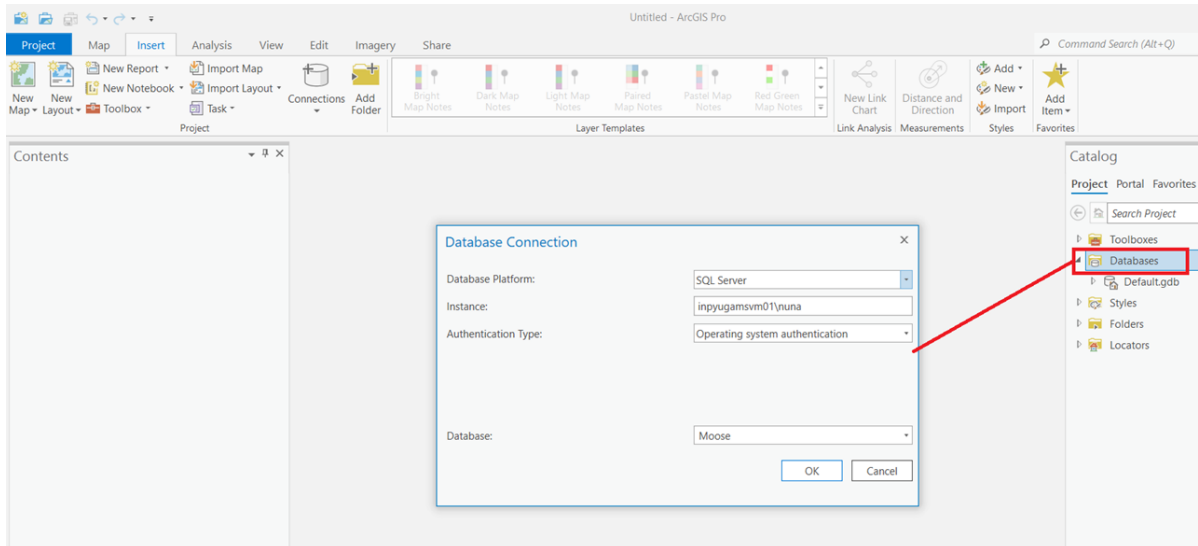 Untitled - ArcGIS Pro
Project Map Insert Analysis View Edit Imagery Share
Command Search (Alt+Q)
New Map
New Layout
New Report
New Notebook
Toolbox
Import Map
Import Layout
Task
Connections
Add Folder
Project
Bright Map Notes
Dark Map Notes
Light Map Notes
Paired Map Notes
Pastel Map Notes
Red Green Map Notes
Layer Templates
New Link Chart
Link Analysis
Distance and Direction
Measurements
Add
New
Import
Styles
Add Item
Favorites
Contents
Database Connection
Database Platform: SQL Server
Instance: inpyugamsvm01\nuna
Authentication Type: Operating system authentication
Database: Moose
OK Cancel
Catalog
Project Portal Favorites
Search Project
Toolboxes
Databases
Default.gdb
Styles
Folders
Locators